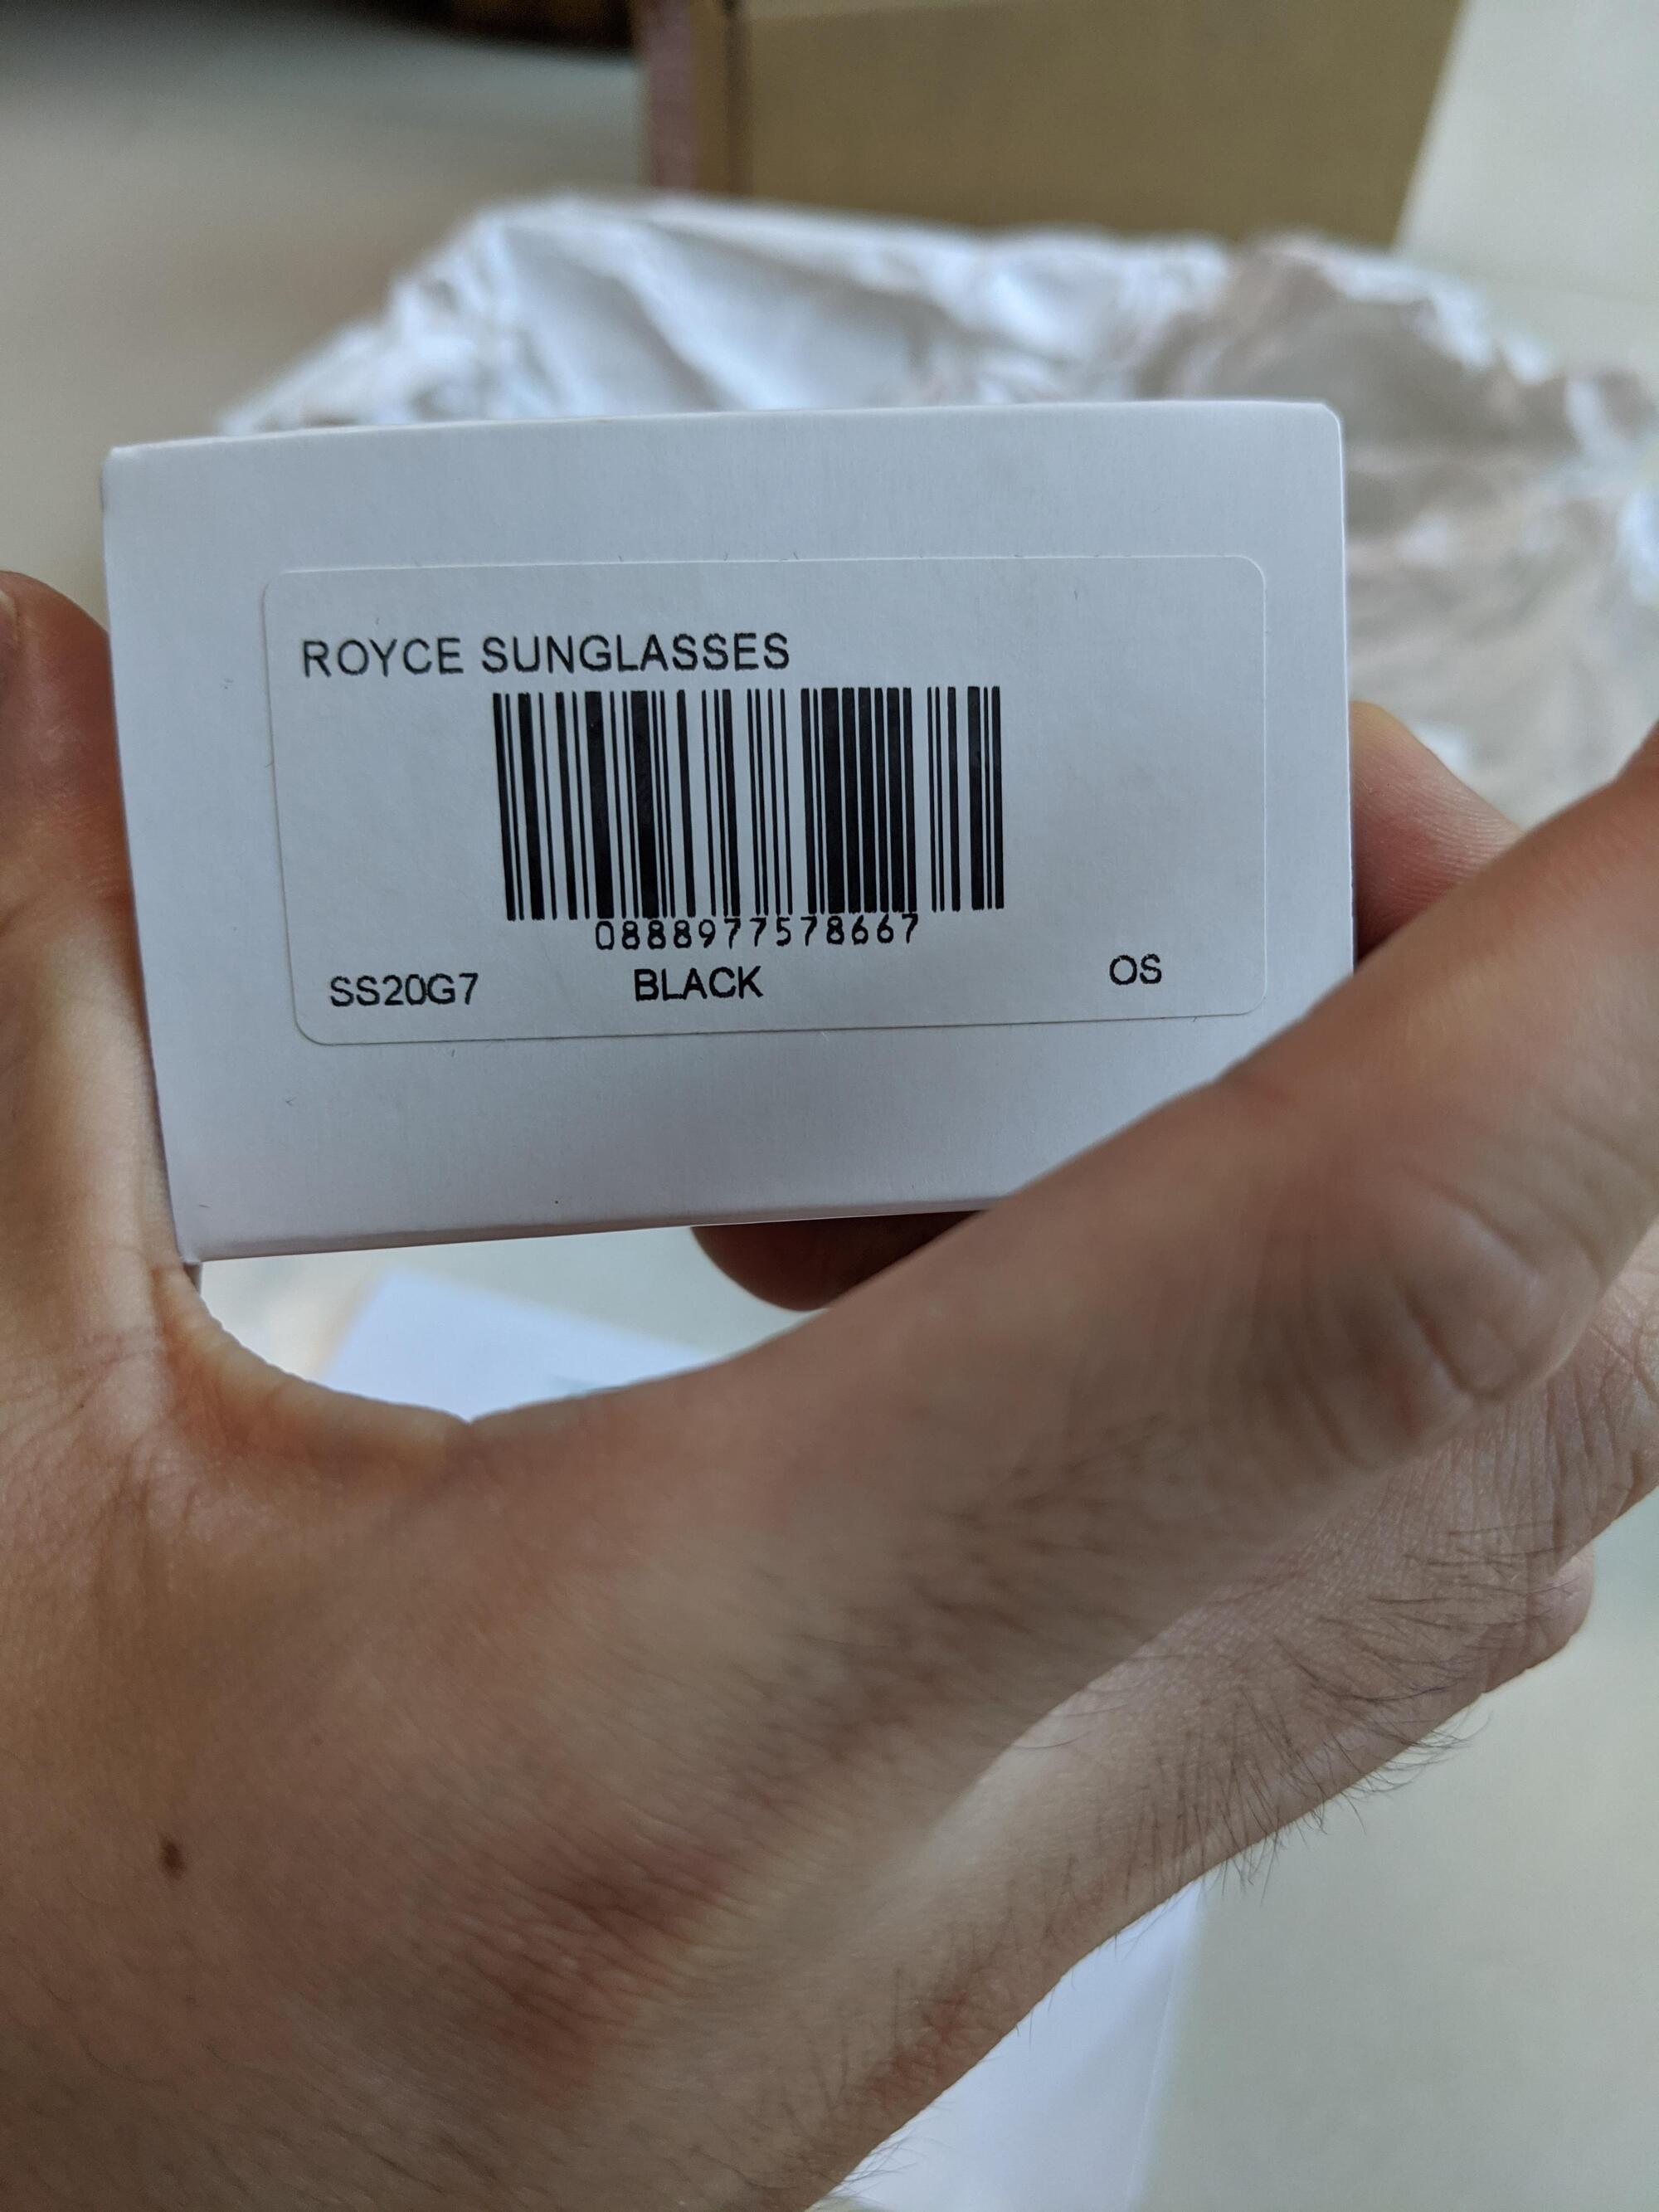 ROYCE SUNGLASSES
0888977578667
SS20G7 BLACK OS